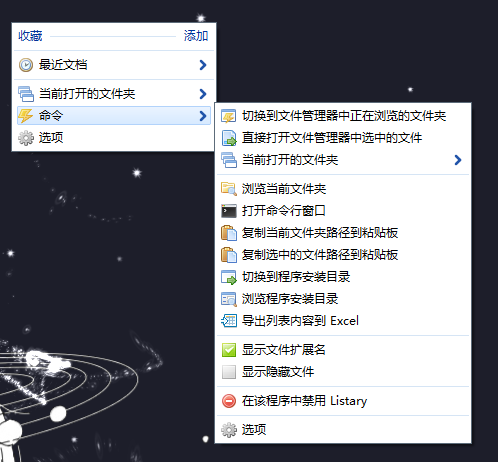 收藏 添加
最近文档
当前打开的文件夹
命令
选项
切换到文件管理器中正在浏览的文件夹
直接打开文件管理器中选中的文件
当前打开的文件夹
浏览当前文件夹
打开命令行窗口
复制当前文件夹路径到粘贴板
复制选中的文件路径到粘贴板
切换到程序安装目录
浏览程序安装目录
导出列表内容到 Excel
显示文件扩展名
显示隐藏文件
在该程序中禁用 Listary
选项